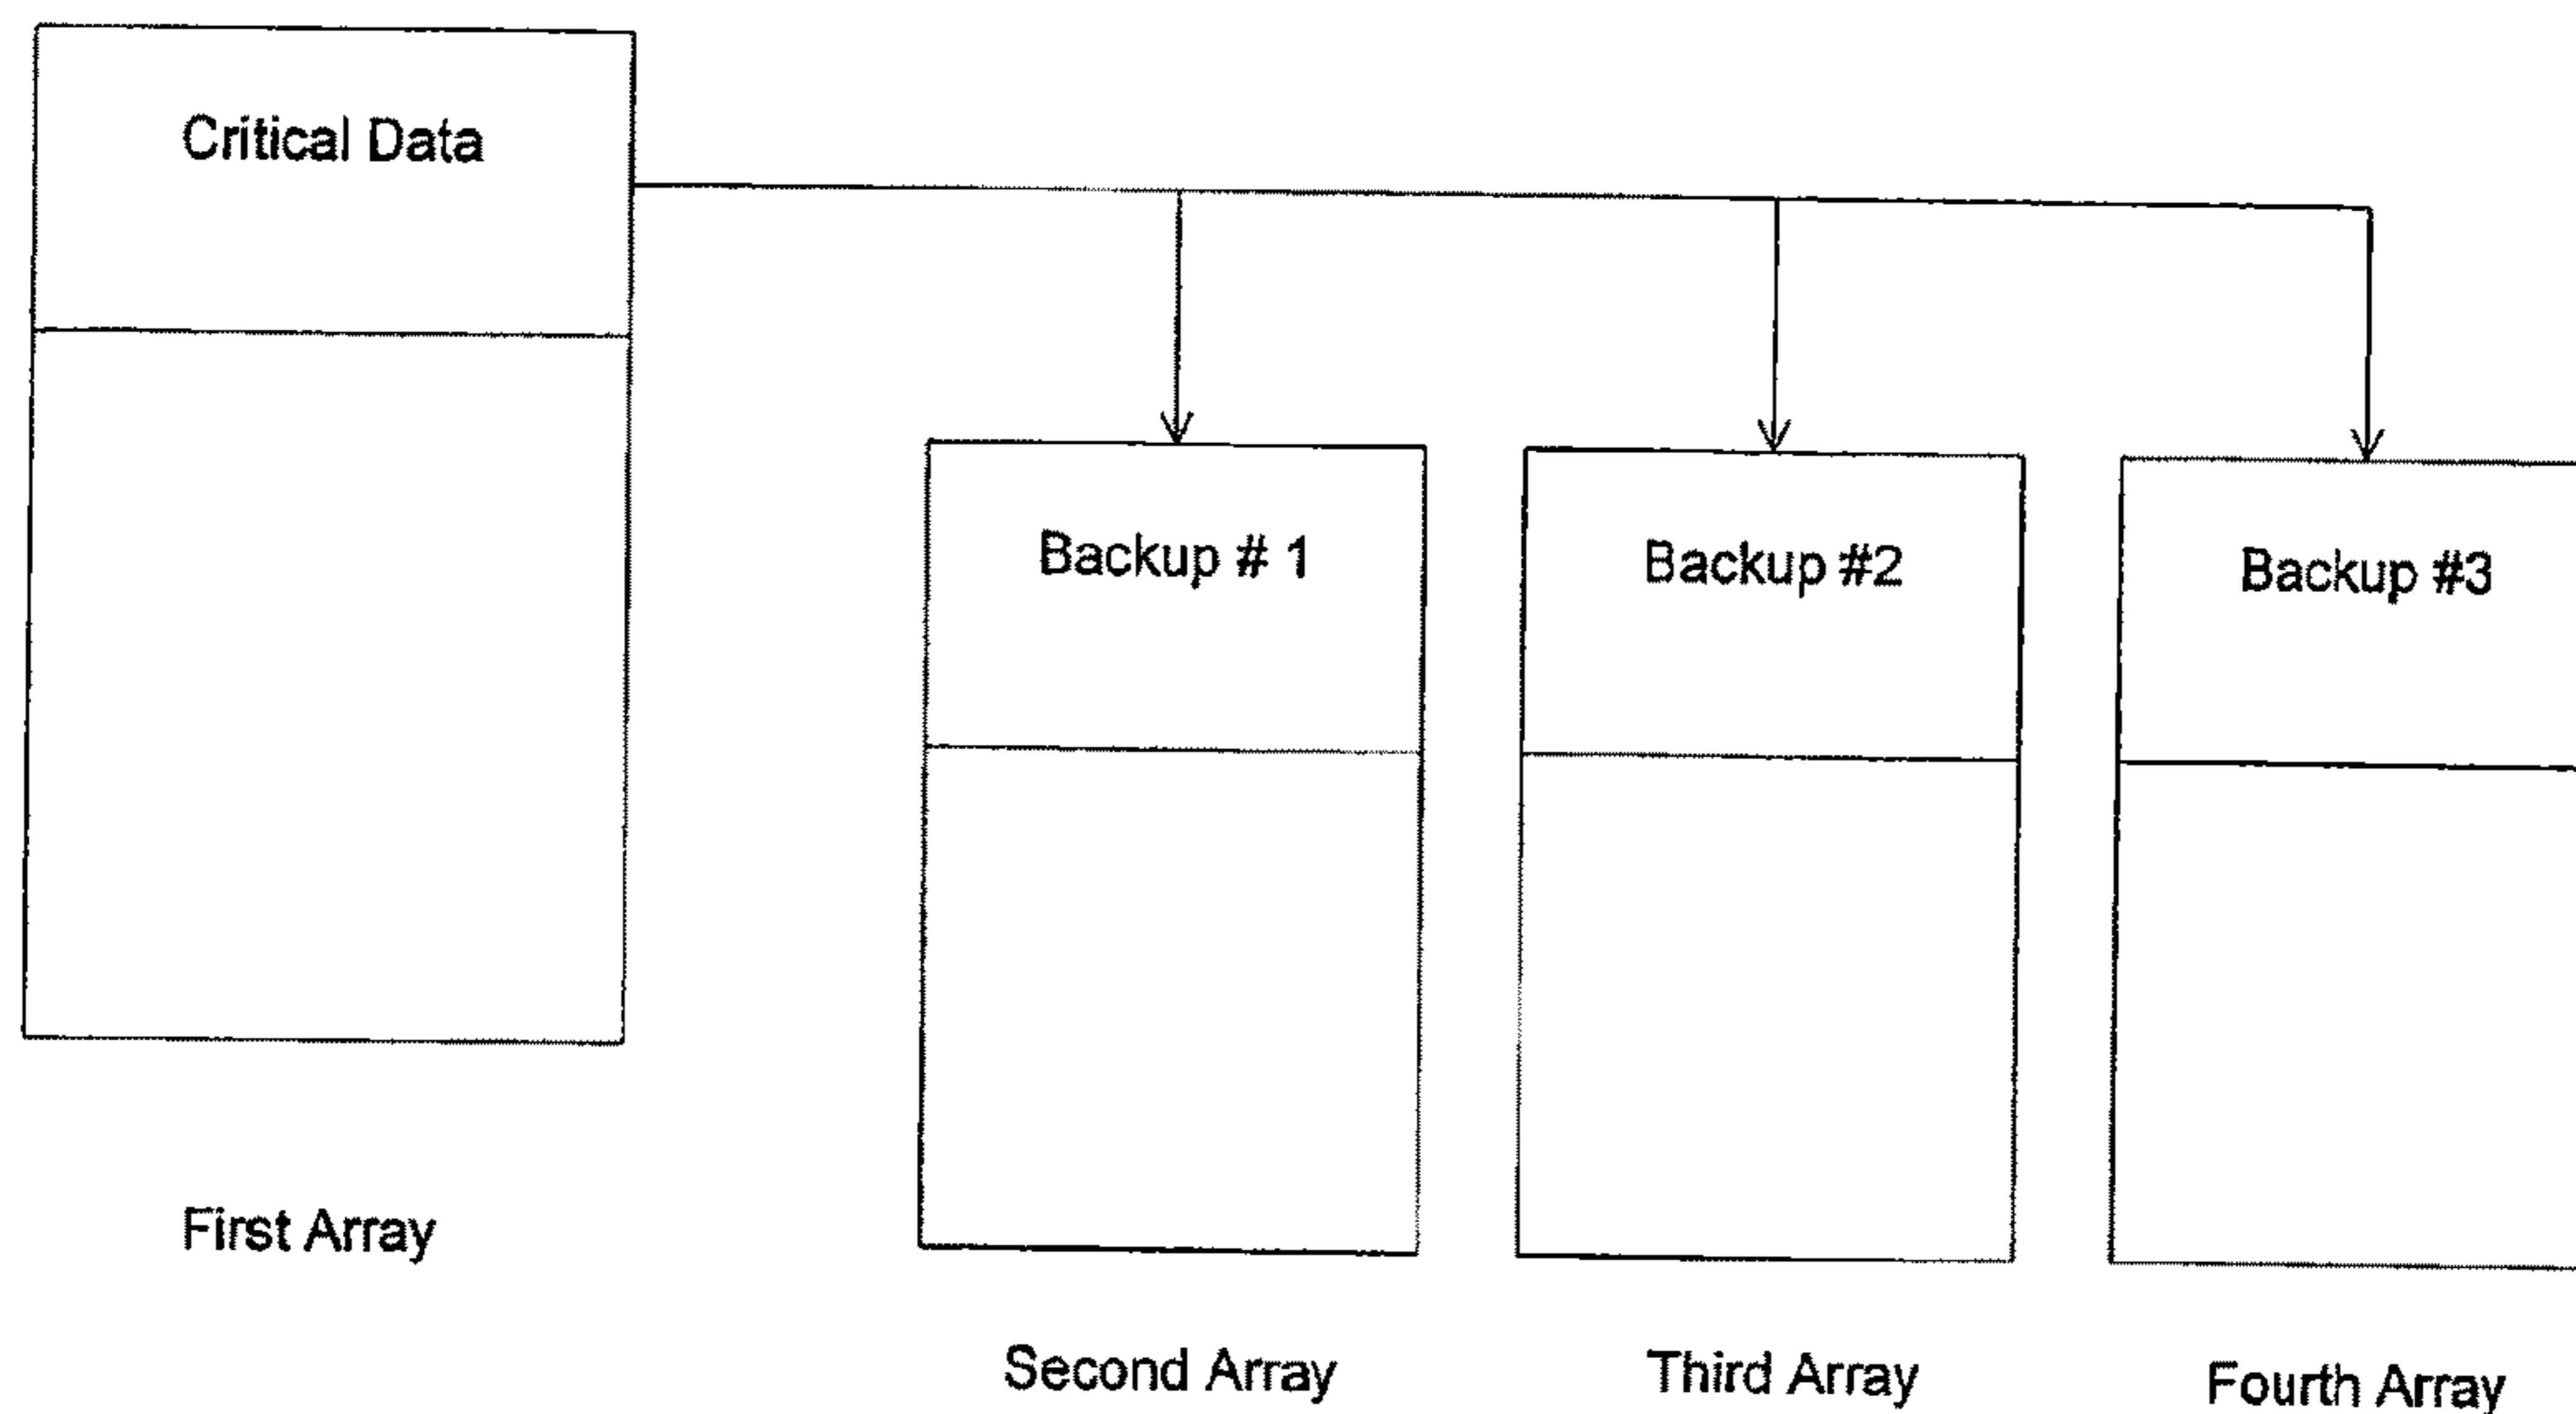 Critical Data
Backup # 1
Backup #2
Backup #3
First Array
Second Array
Third Array
Fourth Array